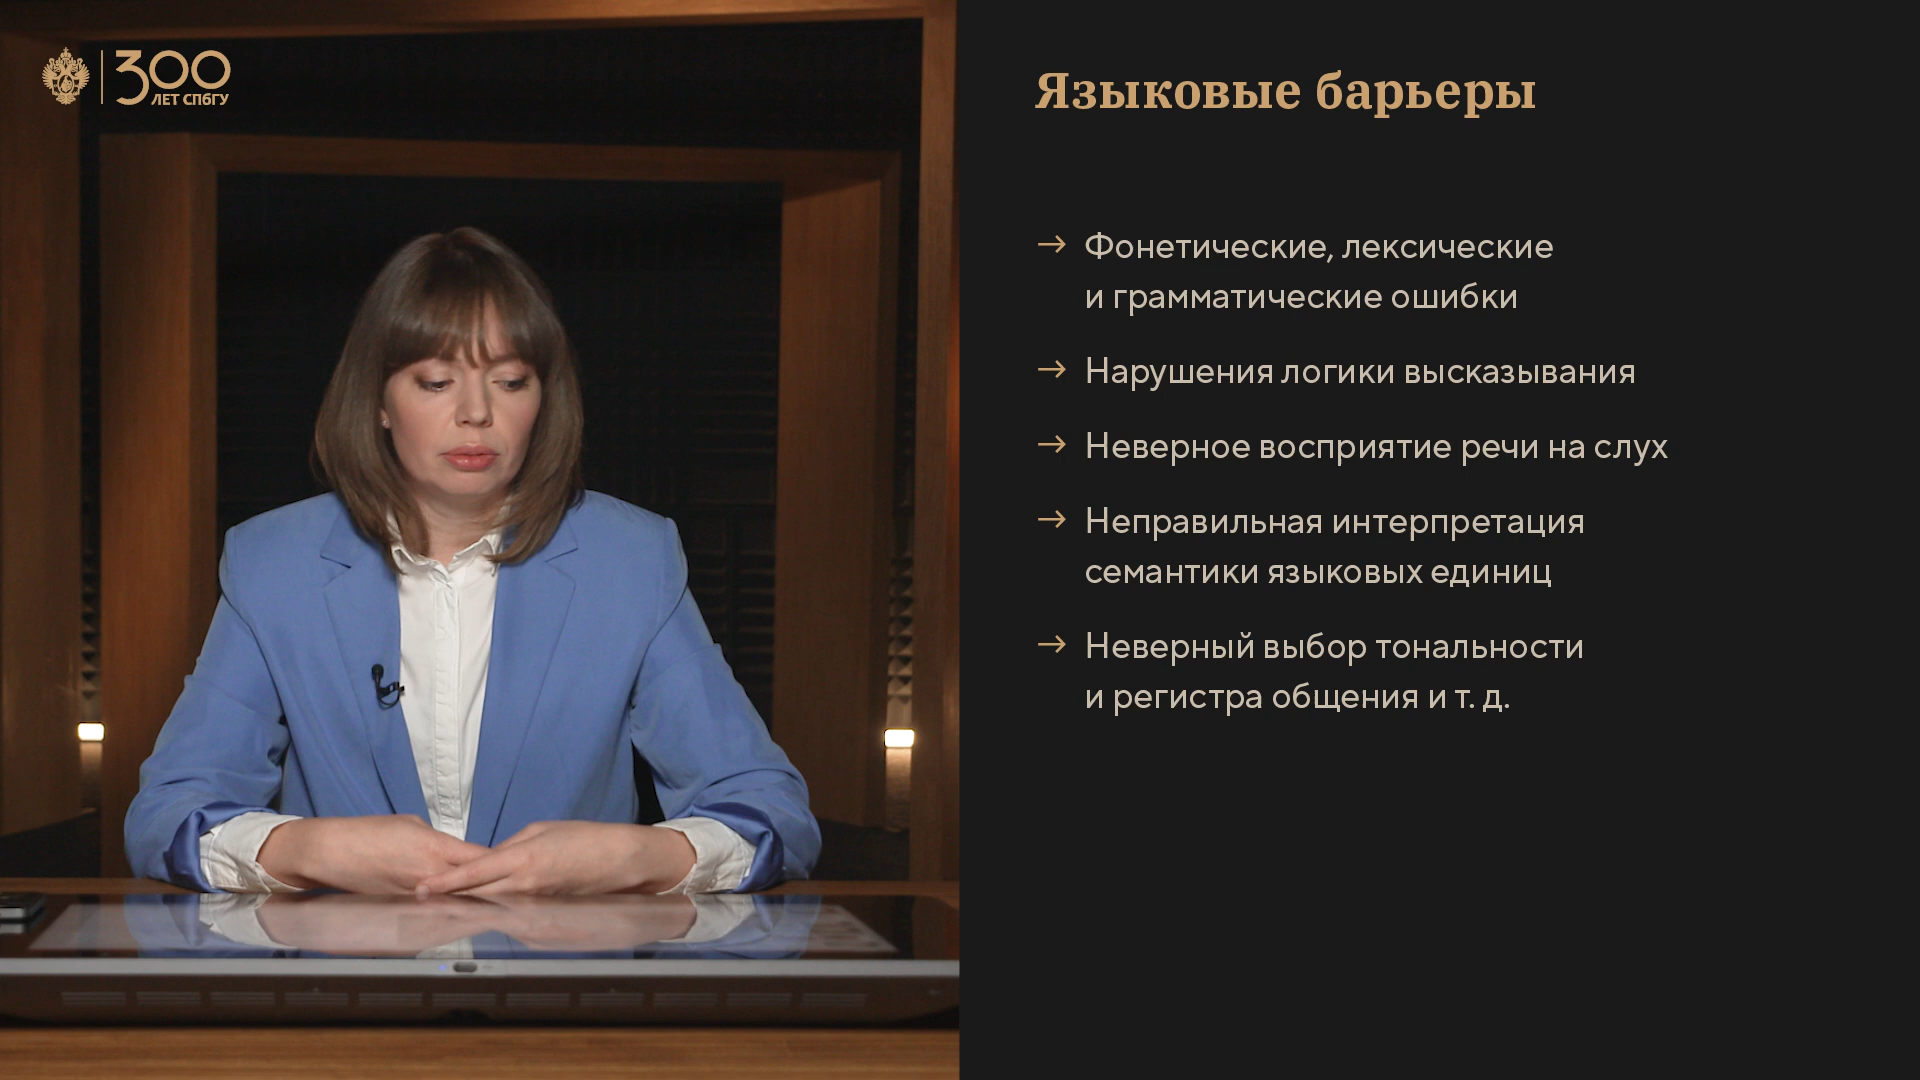 300
ЛЕТ СПбГУ
Языковые барьеры
→ Фонетические, лексические
и грамматические ошибки
→ Нарушения логики высказывания
→ Неверное восприятие речи на слух
→ Неправильная интерпретация
семантики языковых единиц
→ Неверный выбор тональности
и регистра общения и т. д.